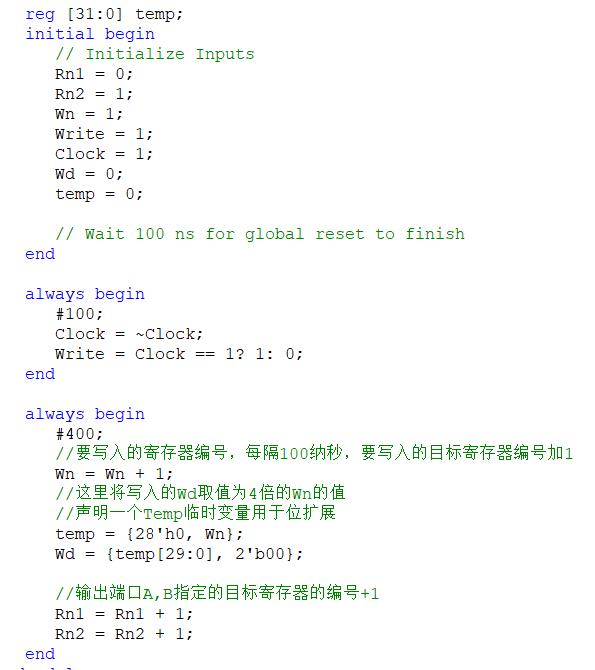 reg [31:0] temp;
initial begin
// Initialize Inputs
Rn1 = 0;
Rn2 = 1;
Wn = 1;
Write = 1;
Clock = 1;
Wd = 0;
temp = 0;
// Wait 100 ns for global reset to finish
end
always begin
#100;
Clock = ~Clock;
Write = Clock == 1? 1: 0;
end
always begin
#400;
//要写入的寄存器编号，每隔100纳秒，要写入的目标寄存器编号加1
Wn = Wn + 1;
//这里将写入的Wd取值为4倍的Wn的值
//声明一个Temp临时变量用于位扩展
temp = {28'h0, Wn};
Wd = {temp[29:0], 2'b00};
//输出端口A,B指定的目标寄存器的编号+1
Rn1 = Rn1 + 1;
Rn2 = Rn2 + 1;
end